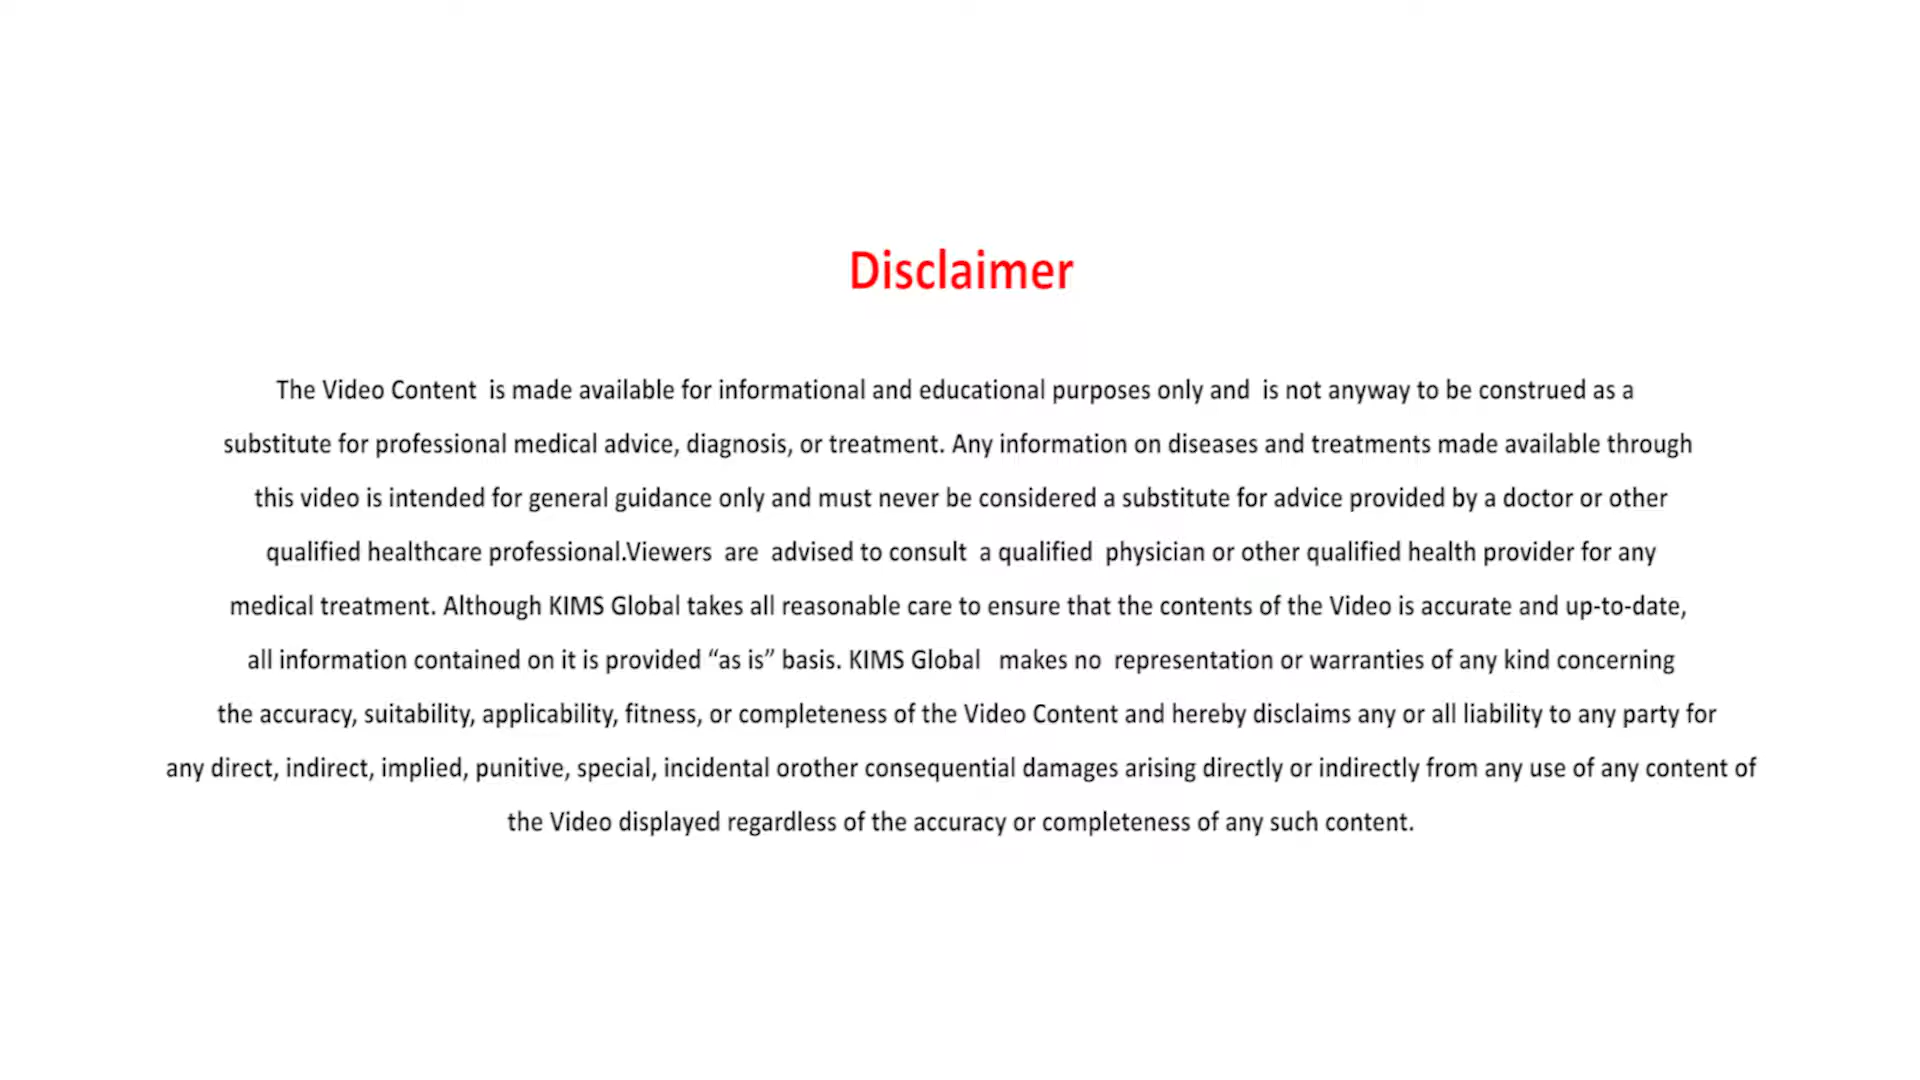 Disclaimer
The Video Content  is made available for informational and educational purposes only and  is not anyway to be construed as a
substitute for professional medical advice, diagnosis, or treatment. Any information on diseases and treatments made available through
this video is intended for general guidance only and must never be considered a substitute for advice provided by a doctor or other
qualified healthcare professional.Viewers  are  advised to consult  a qualified  physician or other qualified health provider for any
medical treatment. Although KIMS Global takes all reasonable care to ensure that the contents of the Video is accurate and up-to-date,
all information contained on it is provided “as is” basis. KIMS Global   makes no  representation or warranties of any kind concerning
the accuracy, suitability, applicability, fitness, or completeness of the Video Content and hereby disclaims any or all liability to any party for
any direct, indirect, implied, punitive, special, incidental orother consequential damages arising directly or indirectly from any use of any content of
the Video displayed regardless of the accuracy or completeness of any such content.